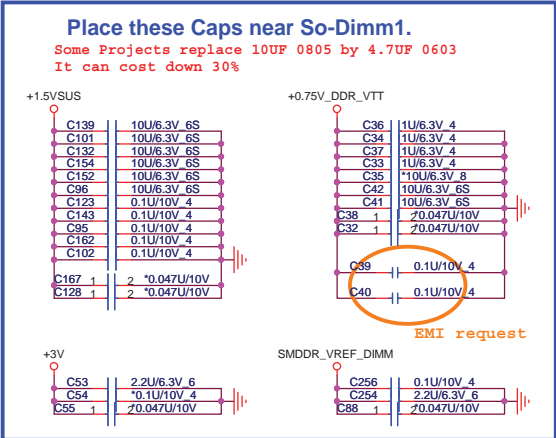 Place these Caps near So-Dimm1.
Some Projects replace 10UF 0805 by 4.7UF 0603
It can cost down 30%
+1.5VSUS
C139 10U/6.3V_6S
C101 10U/6.3V_6S
C132 10U/6.3V_6S
C154 10U/6.3V_6S
C152 10U/6.3V_6S
C96 10U/6.3V_6S
C123 0.1U/10V_4
C143 0.1U/10V_4
C95 0.1U/10V_4
C162 0.1U/10V_4
C102 0.1U/10V_4
C167 1 2 *0.047U/10V
C128 1 2 *0.047U/10V
+0.75V_DDR_VTT
C36 1U/6.3V_4
C34 1U/6.3V_4
C37 1U/6.3V_4
C33 1U/6.3V_4
C35 *10U/6.3V_8
C42 10U/6.3V_6S
C41 10U/6.3V_6S
C38 1 2 *0.047U/10V
C32 1 2 *0.047U/10V
C39 0.1U/10V_4
C40 0.1U/10V_4
EMI request
+3V
C53 2.2U/6.3V_6
C54 *0.1U/10V_4
C55 1 2 *0.047U/10V
SMDDR_VREF_DIMM
C256 0.1U/10V_4
C254 2.2U/6.3V_6
C88 1 2 *0.047U/10V